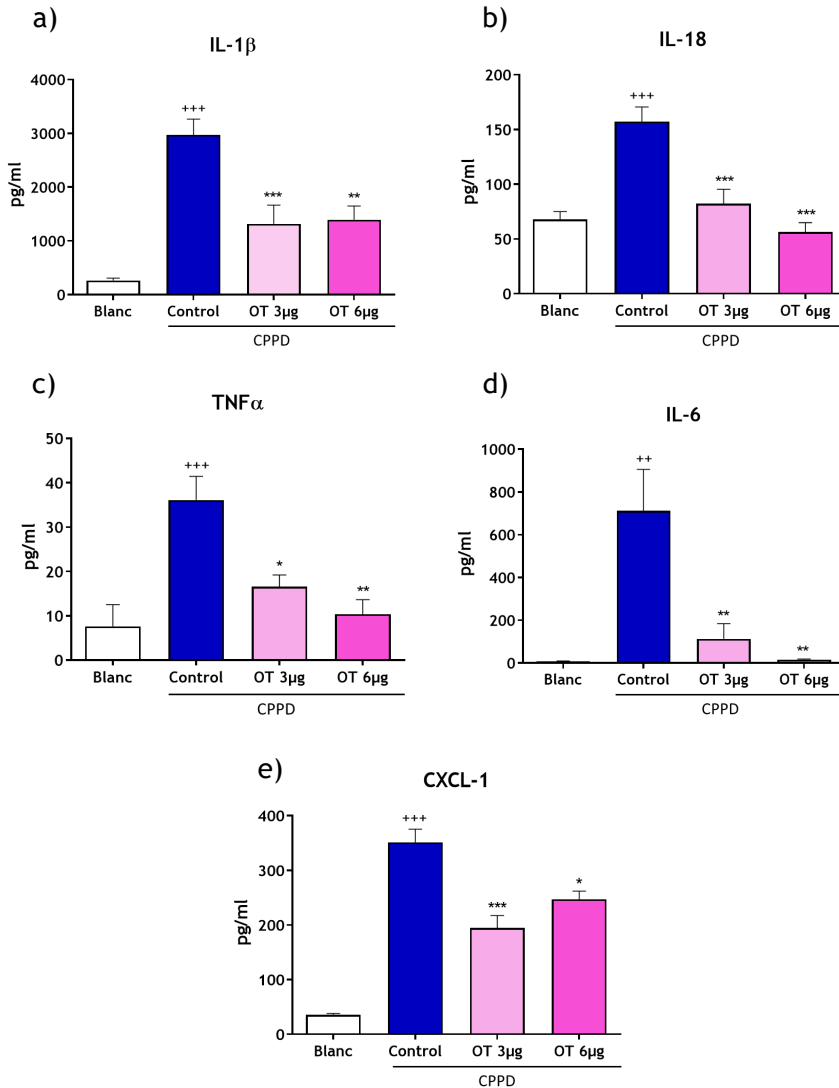 a)
IL-1β
4000
3000
2000
1000
0
pg/ml
+++
***
**
Blanc Control OT 3µg OT 6µg
CPPD
b)
IL-18
200
150
100
50
0
pg/ml
+++
***
***
Blanc Control OT 3µg OT 6µg
CPPD
c)
TNFα
50
40
30
20
10
0
pg/ml
+++
*
**
Blanc Control OT 3µg OT 6µg
CPPD
d)
IL-6
1000
800
600
400
200
0
pg/ml
++
**
**
Blanc Control OT 3µg OT 6µg
CPPD
e)
CXCL-1
400
300
200
100
0
pg/ml
+++
***
*
Blanc Control OT 3µg OT 6µg
CPPD